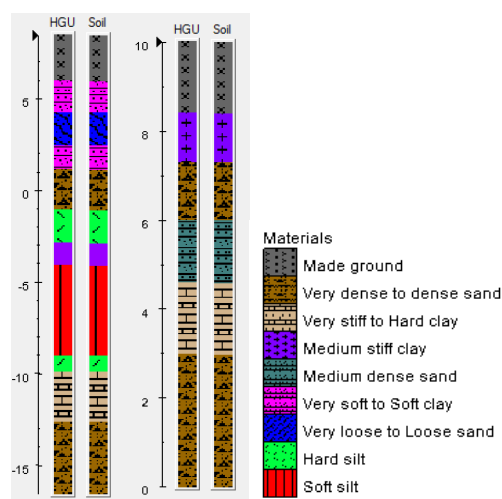 HGU Soil
5
0
-5
-10
-15
HGU Soil
10
8
6
4
2
0
Materials
Made ground
Very dense to dense sand
Very stiff to Hard clay
Medium stiff clay
Medium dense sand
Very soft to Soft clay
Very loose to Loose sand
Hard silt
Soft silt